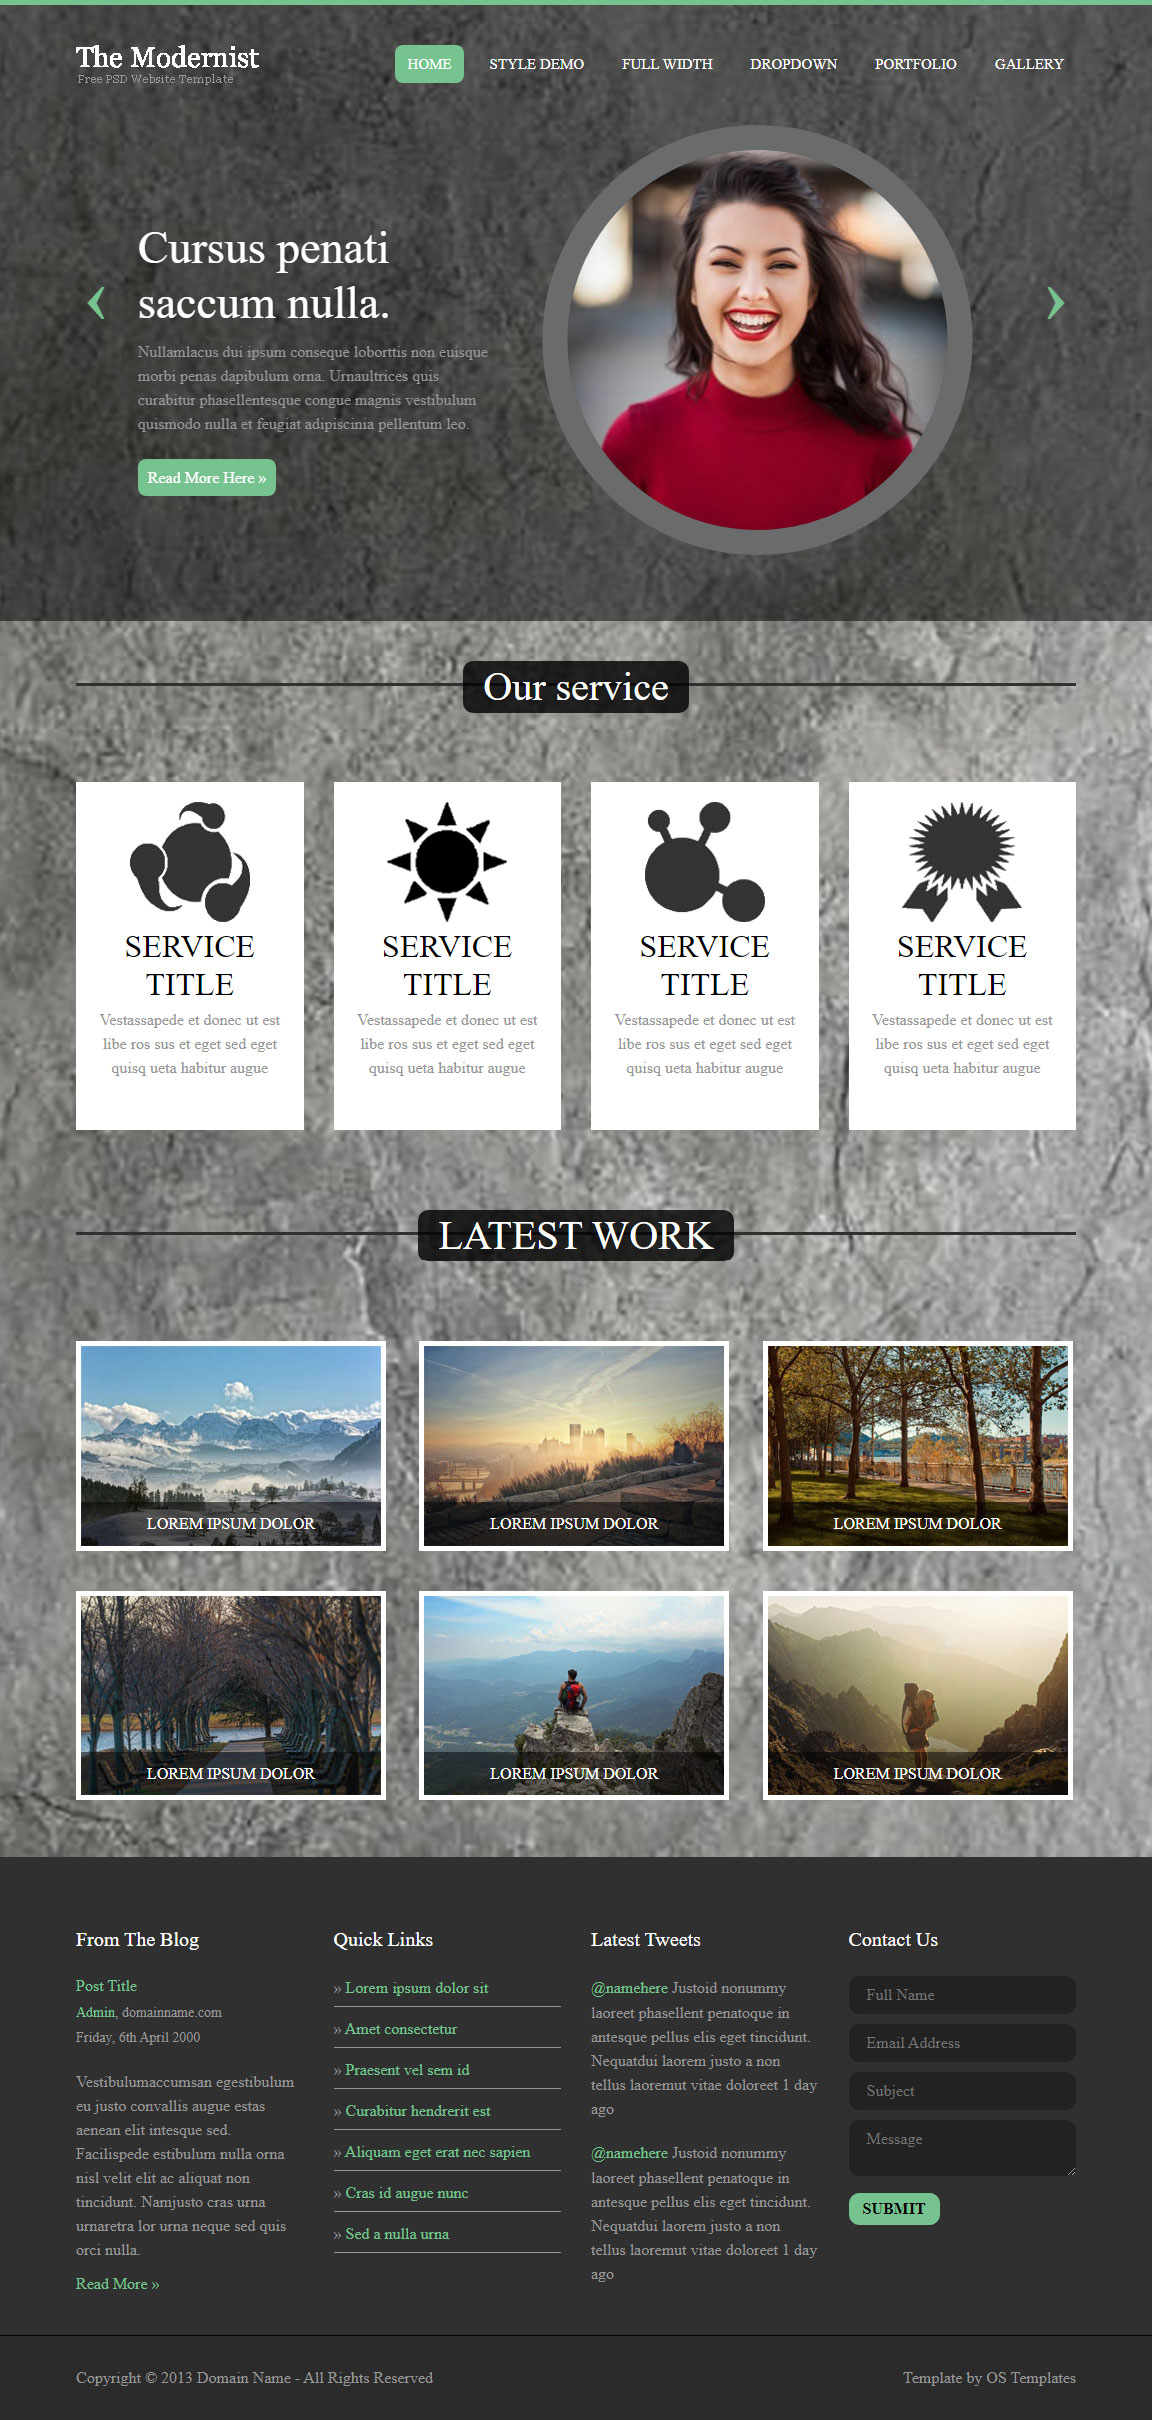 The Modernist
Free PSD Website Template
HOME
STYLE DEMO
FULL WIDTH
DROPDOWN
PORTFOLIO
GALLERY
Cursus penati
saccum nulla.
Nullamlacus dui ipsum conseque loborttis non euisque
morbi penas dapibulum orna. Urnaultrices quis
curabitur phasellentesque congue magnis vestibulum
quismodo nulla et feugiat adipiscinia pellentum leo.
Read More Here »
Our service
SERVICE
TITLE
Vestassapede et donec ut est
libe ros sus et eget sed eget
quisq ueta habitur augue
SERVICE
TITLE
Vestassapede et donec ut est
libe ros sus et eget sed eget
quisq ueta habitur augue
SERVICE
TITLE
Vestassapede et donec ut est
libe ros sus et eget sed eget
quisq ueta habitur augue
SERVICE
TITLE
Vestassapede et donec ut est
libe ros sus et eget sed eget
quisq ueta habitur augue
LATEST WORK
LOREM IPSUM DOLOR
LOREM IPSUM DOLOR
LOREM IPSUM DOLOR
LOREM IPSUM DOLOR
LOREM IPSUM DOLOR
LOREM IPSUM DOLOR
From The Blog
Post Title
Admin, domainname.com
Friday, 6th April 2000
Vestibulumaccumsan egestibulum
eu justo convallis augue estas
aenean elit intesque sed.
Facilispede estibulum nulla orna
nisl velit elit ac aliquat non
tincidunt. Namjusto cras urna
urnaretra lor urna neque sed quis
orci nulla.
Read More »
Quick Links
» Lorem ipsum dolor sit
» Amet consectetur
» Praesent vel sem id
» Curabitur hendrerit est
» Aliquam eget erat nec sapien
» Cras id augue nunc
» Sed a nulla urna
Latest Tweets
@namehere Justoid nonummy
laoreet phasellent penatoque in
antesque pellus elis eget tincidunt.
Nequatdui laorem justo a non
tellus laoremut vitae doloreet 1 day
ago
@namehere Justoid nonummy
laoreet phasellent penatoque in
antesque pellus elis eget tincidunt.
Nequatdui laorem justo a non
tellus laoremut vitae doloreet 1 day
ago
Contact Us
Full Name
Email Address
Subject
Message
SUBMIT
Copyright © 2013 Domain Name - All Rights Reserved
Template by OS Templates